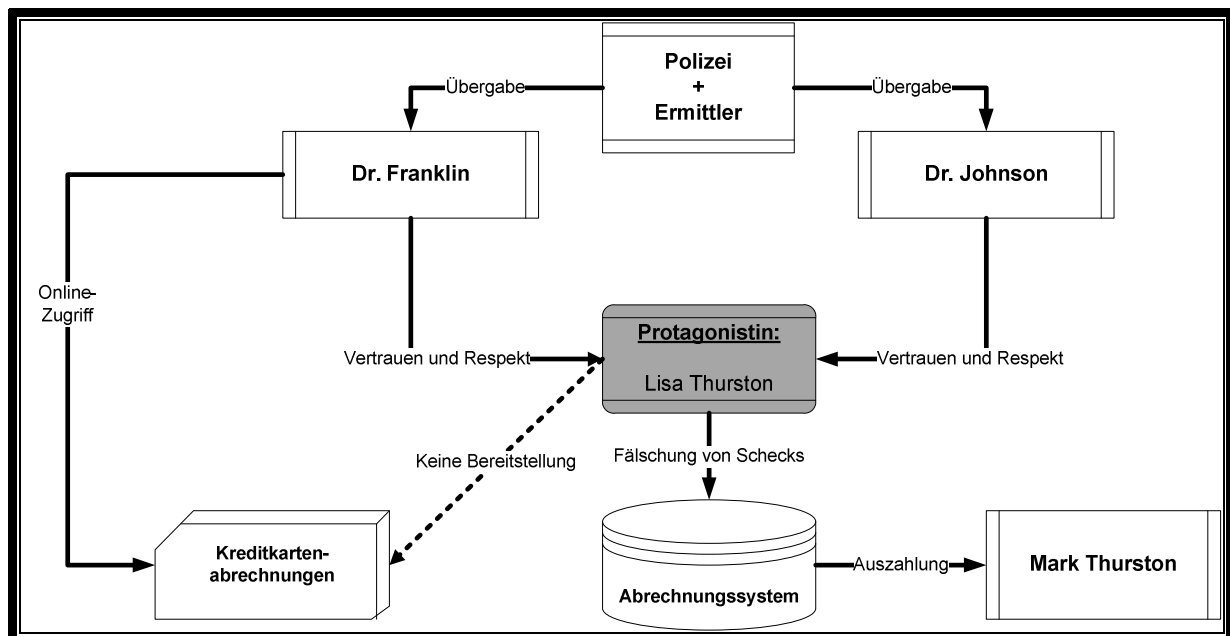 Polizei
+
Ermittler
Übergabe
Übergabe
Dr. Franklin
Dr. Johnson
Online-
Zugriff
Protagonistin:
Lisa Thurston
Vertrauen und Respekt
Vertrauen und Respekt
Keine Bereitstellung
Fälschung von Schecks
Kreditkarten-
abrechnungen
Abrechnungssystem
Auszahlung
Mark Thurston